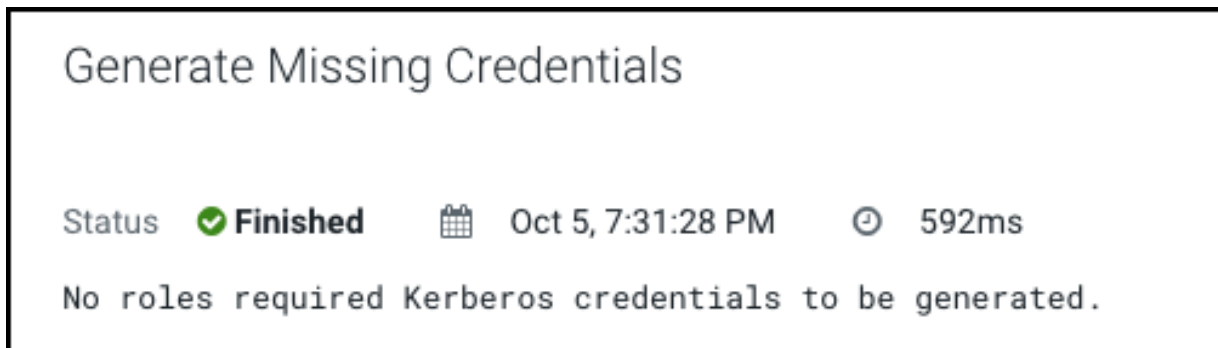 Generate Missing Credentials
Status Finished Oct 5, 7:31:28 PM 592ms
No roles required Kerberos credentials to be generated.